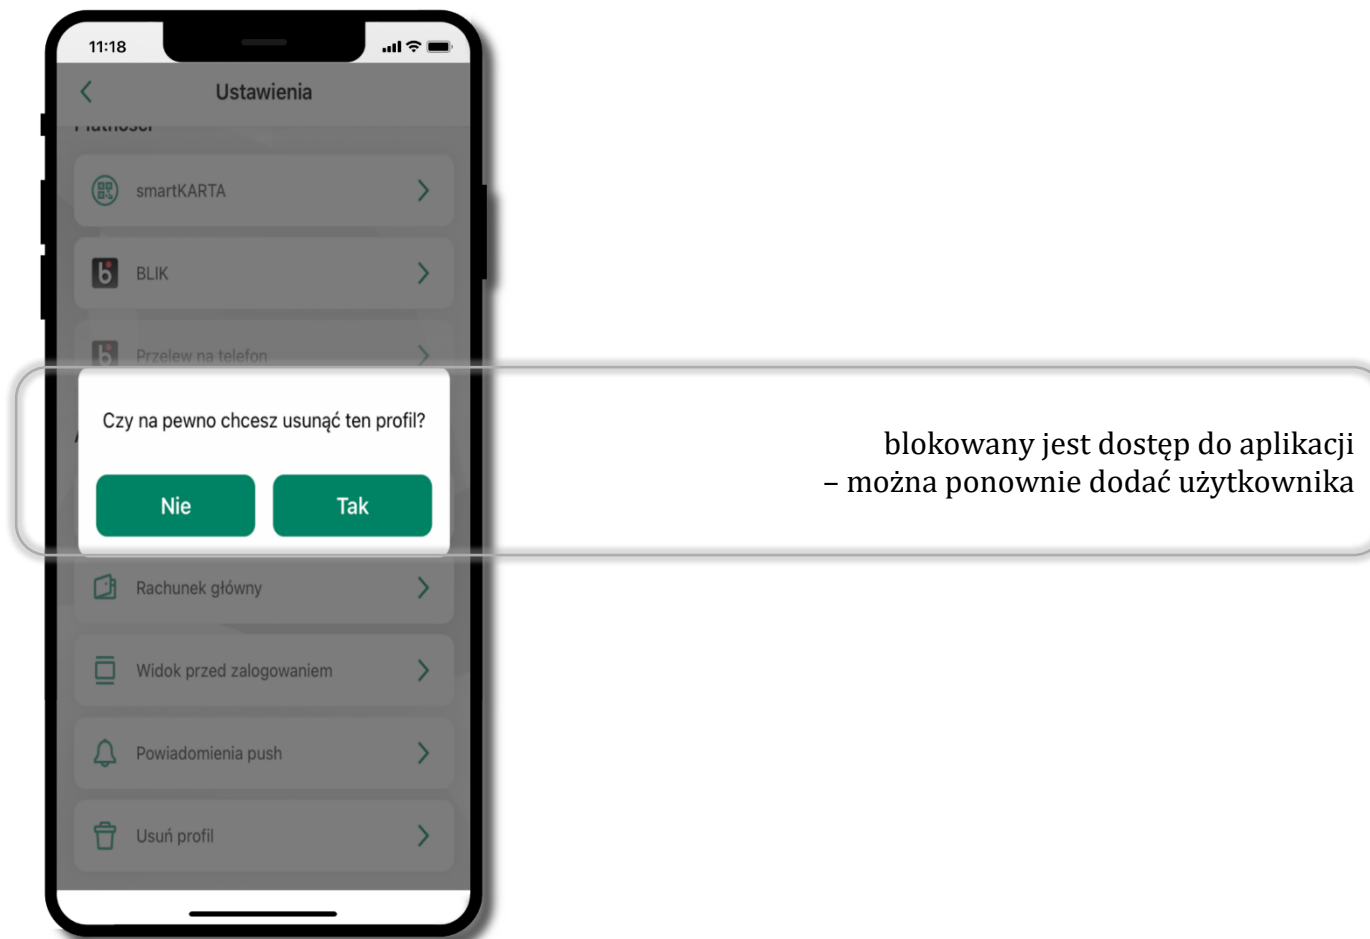 11:18
Ustawienia
Płatności
smartKARTA
BLIK
Przelew na telefon
Czy na pewno chcesz usunąć ten profil?
Nie
Tak
blokowany jest dostęp do aplikacji
– można ponownie dodać użytkownika
Rachunek główny
Widok przed zalogowaniem
Powiadomienia push
Usuń profil